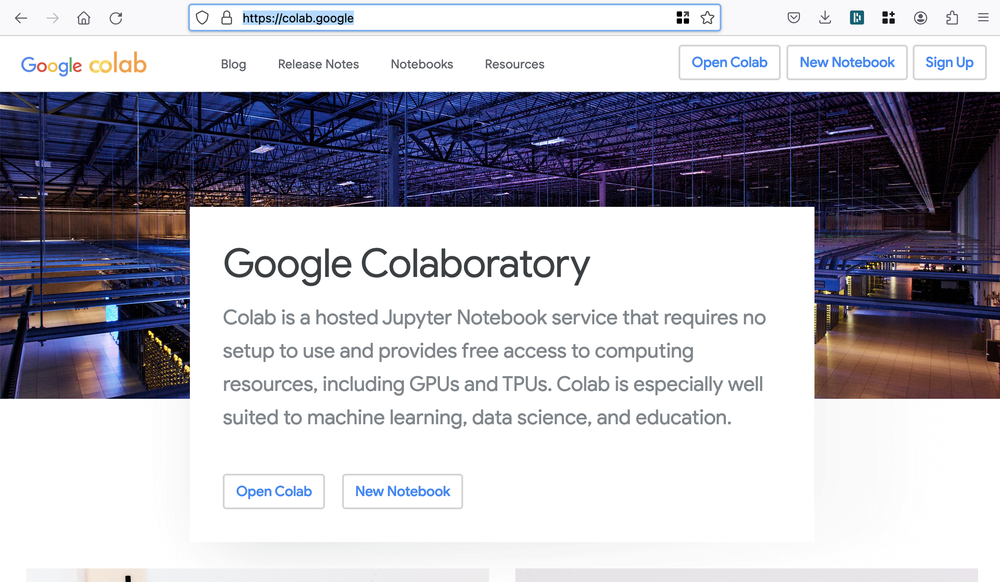 https://colab.google
Google colab
Blog
Release Notes
Notebooks
Resources
Open Colab
New Notebook
Sign Up
Google Colaboratory
Colab is a hosted Jupyter Notebook service that requires no
setup to use and provides free access to computing
resources, including GPUs and TPUs. Colab is especially well
suited to machine learning, data science, and education.
Open Colab
New Notebook